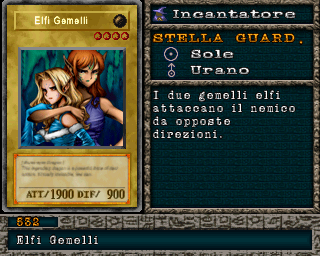 Elfi Gemelli
ATT/1900 DIF/ 900
Incantatore
STELLA GUARD.
Sole
Urano
I due gemelli elfi
attaccano il nemico
da opposte
direzioni.
532
Elfi Gemelli